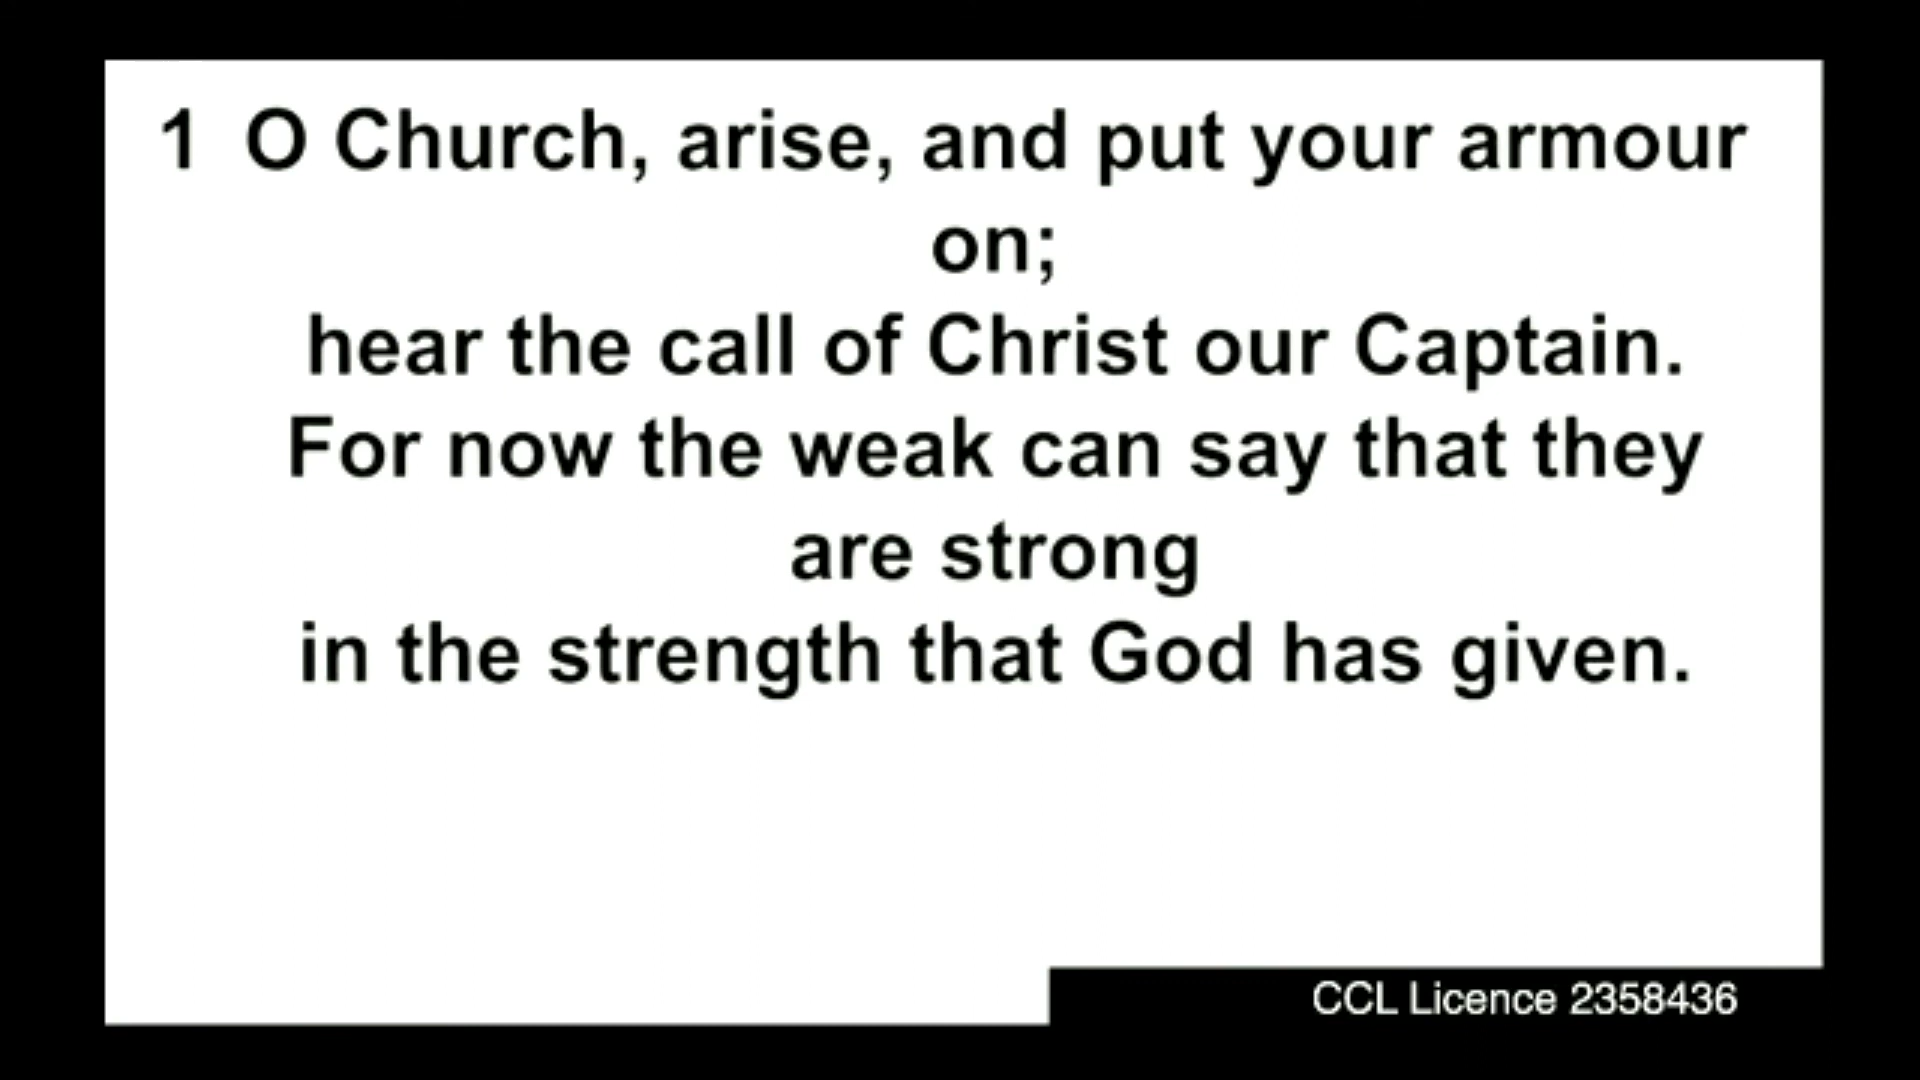 1 O Church, arise, and put your armour
on;
hear the call of Christ our Captain.
For now the weak can say that they
are strong
in the strength that God has given.
CCL Licence 2358436